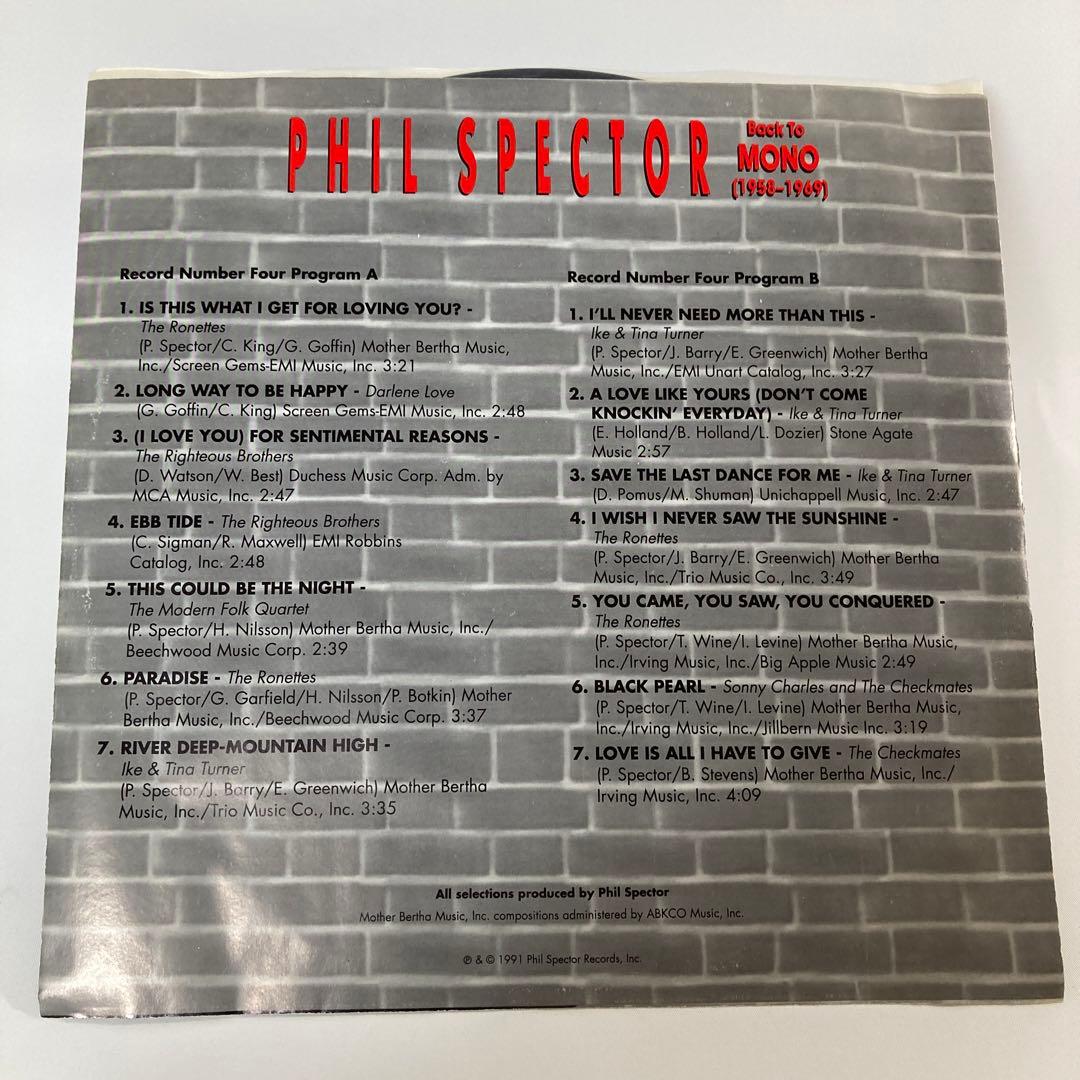 PHIL SPECTOR
Back To
MONO
(1958-1969)
Record Number Four Program A
1. IS THIS WHAT I GET FOR LOVING YOU? -
The Ronettes
(P. Spector/C. King/G. Goffin) Mother Bertha Music,
Inc./Screen Gems-EMI Music, Inc. 3:21
2. LONG WAY TO BE HAPPY - Darlene Love
(G. Goffin/C. King) Screen Gems-EMI Music, Inc. 2:48
3. (I LOVE YOU) FOR SENTIMENTAL REASONS -
The Righteous Brothers
(D. Watson/W. Best) Duchess Music Corp. Adm. by
MCA Music, Inc. 2:47
4. EBB TIDE - The Righteous Brothers
(C. Sigman/R. Maxwell) EMI Robbins
Catalog, Inc. 2:48
5. THIS COULD BE THE NIGHT -
The Modern Folk Quartet
(P. Spector/H. Nilsson) Mother Bertha Music, Inc./
Beechwood Music Corp. 2:39
6. PARADISE - The Ronettes
(P. Spector/G. Garfield/H. Nilsson/P. Botkin) Mother
Bertha Music, Inc./Beechwood Music Corp. 3:37
7. RIVER DEEP-MOUNTAIN HIGH -
Ike & Tina Turner
(P. Spector/J. Barry/E. Greenwich) Mother Bertha
Music, Inc./Trio Music Co., Inc. 3:35
Record Number Four Program B
1. I'LL NEVER NEED MORE THAN THIS -
Ike & Tina Turner
(P. Spector/J. Barry/E. Greenwich) Mother Bertha
Music, Inc./EMI Unart Catalog, Inc. 3:27
2. A LOVE LIKE YOURS (DON'T COME
KNOCKIN' EVERYDAY) - Ike & Tina Turner
(E. Holland/B. Holland/L. Dozier) Stone Agate
Music 2:57
3. SAVE THE LAST DANCE FOR ME - Ike & Tina Turner
(D. Pomus/M. Shuman) Unichappell Music, Inc. 2:47
4. I WISH I NEVER SAW THE SUNSHINE -
The Ronettes
(P. Spector/J. Barry/E. Greenwich) Mother Bertha
Music, Inc./Trio Music Co., Inc. 3:49
5. YOU CAME, YOU SAW, YOU CONQUERED -
The Ronettes
(P. Spector/T. Wine/I. Levine) Mother Bertha Music,
Inc./Irving Music, Inc./Big Apple Music 2:49
6. BLACK PEARL - Sonny Charles and The Checkmates
(P. Spector/T. Wine/I. Levine) Mother Bertha Music,
Inc./Irving Music, Inc./Jillbern Music Inc. 3:19
7. LOVE IS ALL I HAVE TO GIVE - The Checkmates
(P. Spector/B. Stevens) Mother Bertha Music, Inc./
Irving Music, Inc. 4:09
All selections produced by Phil Spector
Mother Bertha Music, Inc. compositions administered by ABKCO Music, Inc.
℗ & © 1991 Phil Spector Records, Inc.